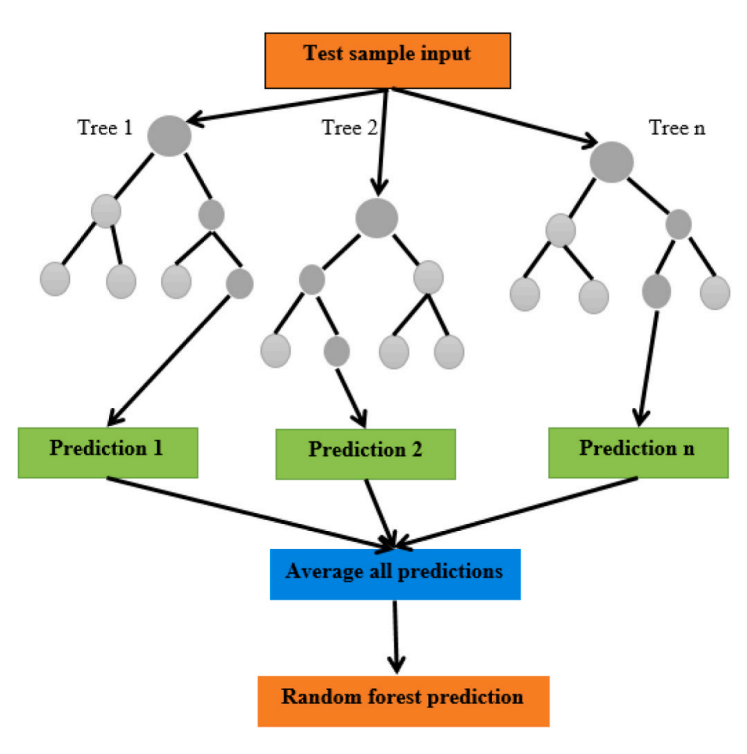 Test sample input
Tree 1
Tree 2
Tree n
Prediction 1
Prediction 2
Prediction n
Average all predictions
Random forest prediction